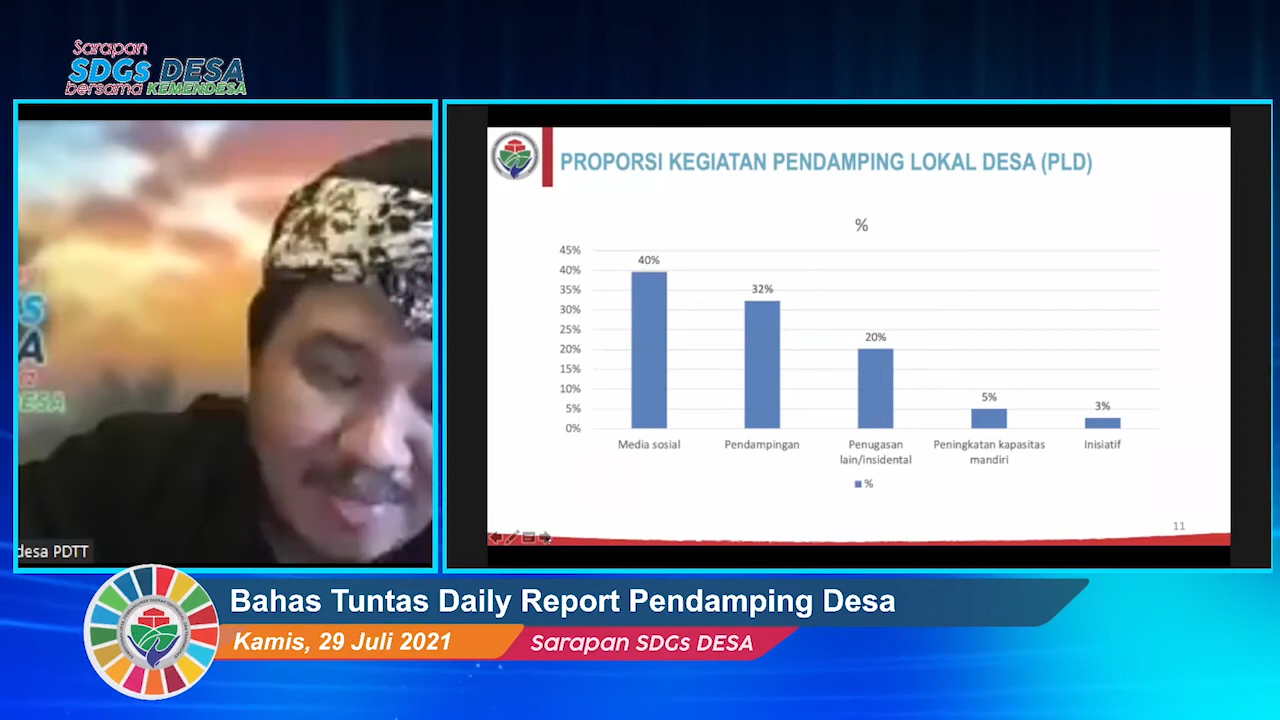 Sarapan
SDGs DESA
bersama KEMENDESA
GS
A
DESA
desa PDTT
PROPORSI KEGIATAN PENDAMPING LOKAL DESA (PLD)
%
45%
40%
35%
30%
25%
20%
15%
10%
5%
0%
40%
32%
20%
5%
3%
Media sosial
Pendampingan
Penugasan
lain/insidental
Peningkatan kapasitas
mandiri
Inisiatif
%
11
Bahas Tuntas Daily Report Pendamping Desa
Kamis, 29 Juli 2021
Sarapan SDGs DESA